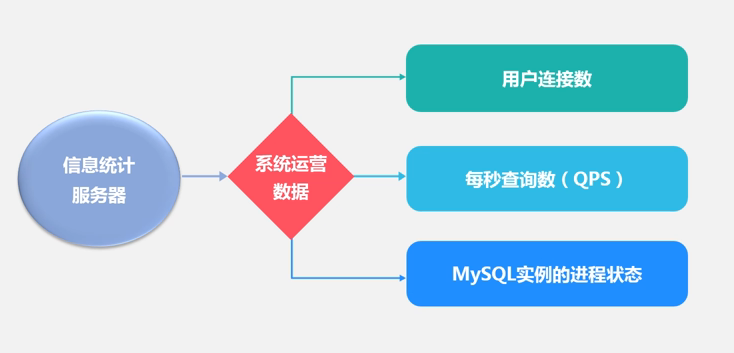 信息统计
服务器
系统运营
数据
用户连接数
每秒查询数（QPS）
MySQL实例的进程状态